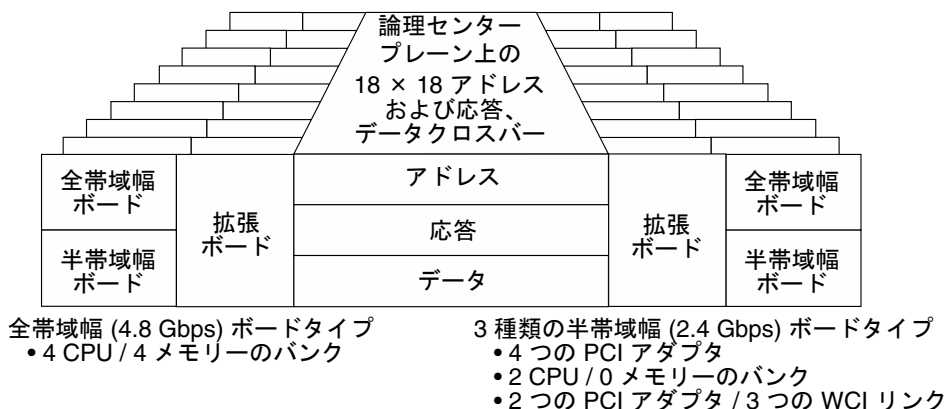 論理センター
プレーン上の
18 × 18 アドレス
および応答、
データクロスバー
全帯域幅
ボード
半帯域幅
ボード
拡張
ボード
アドレス
応答
データ
拡張
ボード
全帯域幅
ボード
半帯域幅
ボード
全帯域幅 (4.8 Gbps) ボードタイプ
• 4 CPU / 4 メモリーのバンク
3 種類の半帯域幅 (2.4 Gbps) ボードタイプ
• 4 つの PCI アダプタ
• 2 CPU / 0 メモリーのバンク
• 2 つの PCI アダプタ / 3 つの WCI リンク